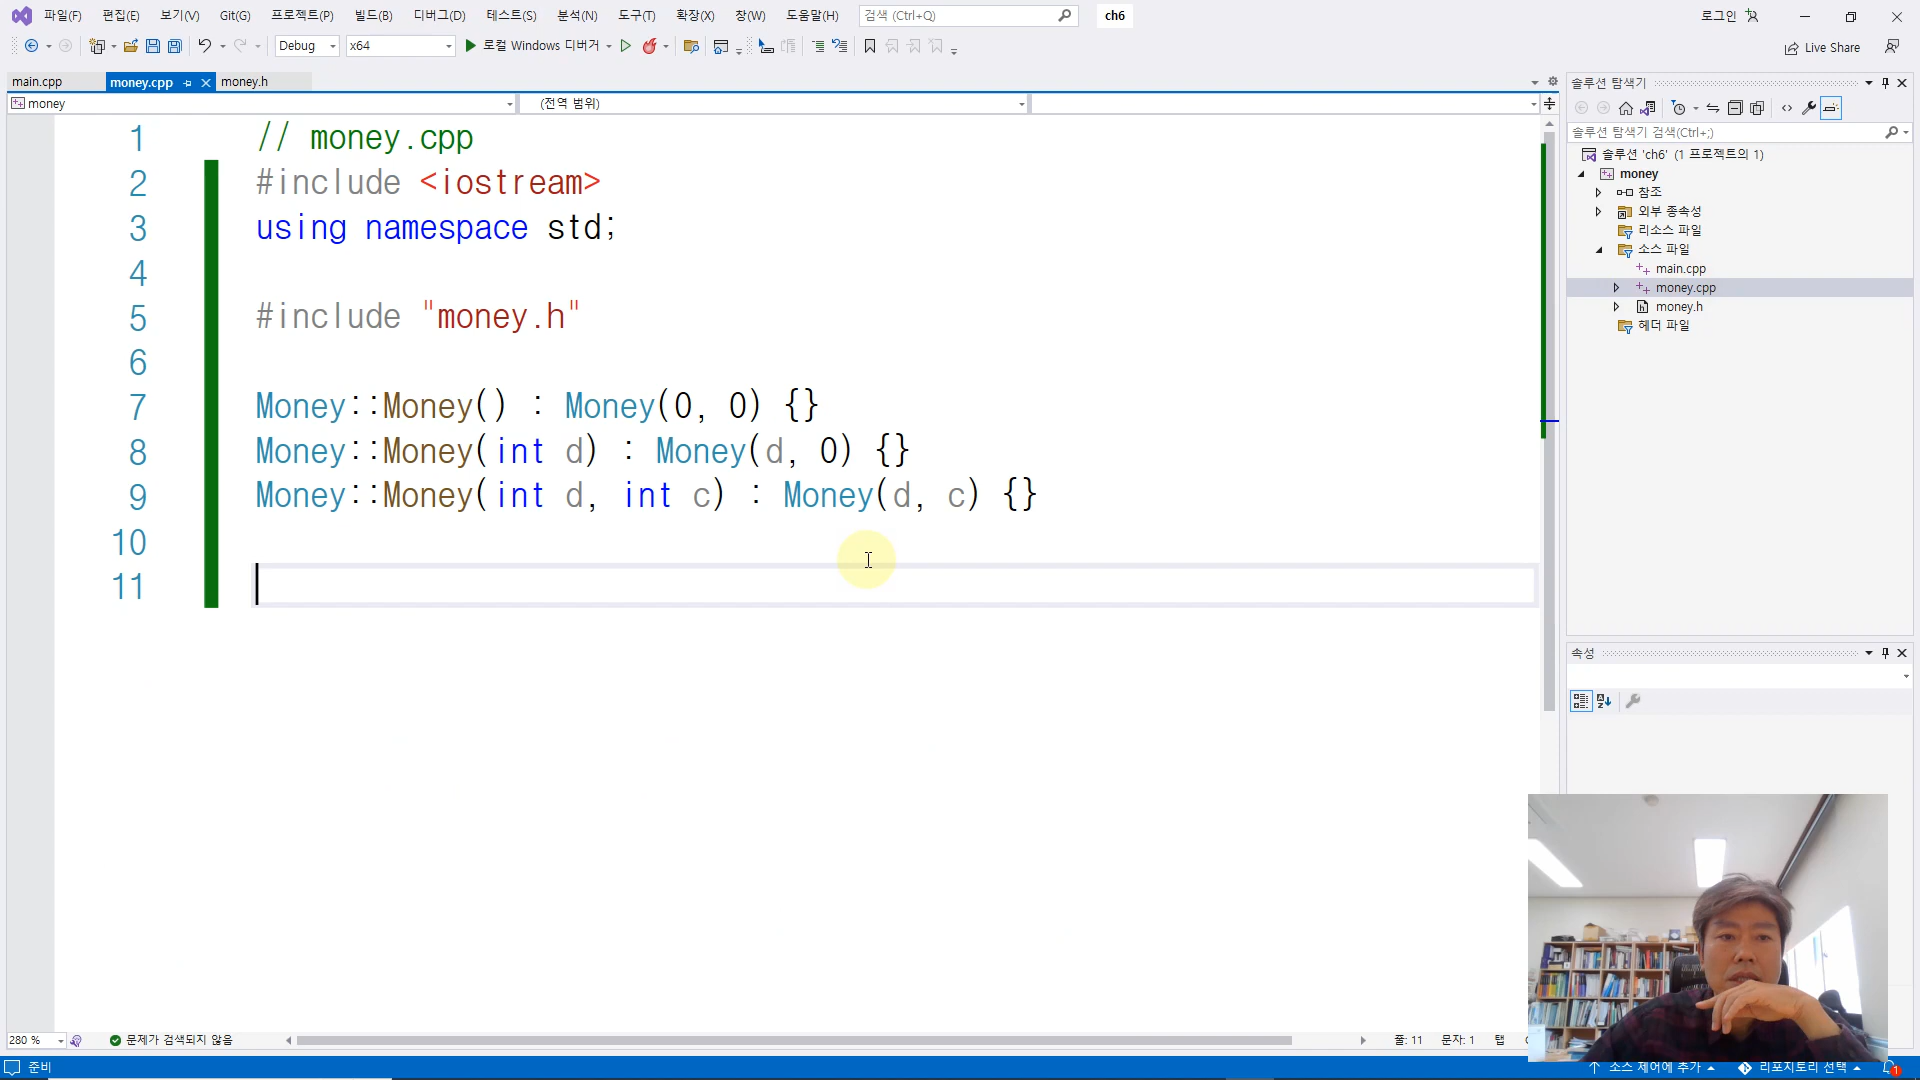 파일(F) 편집(E) 보기(V) Git(G) 프로젝트(P) 빌드(B) 디버그(D) 테스트(S) 분석(N) 도구(T) 확장(X) 창(W) 도움말(H) 검색 (Ctrl+Q) ch6 로그인
Debug x64 로컬 Windows 디버거 Live Share
main.cpp money.cpp money.h
money (전역 범위)
1 // money.cpp
2 #include <iostream>
3 using namespace std;
4
5 #include "money.h"
6
7 Money::Money() : Money(0, 0) {}
8 Money::Money(int d) : Money(d, 0) {}
9 Money::Money(int d, int c) : Money(d, c) {}
10
11
솔루션 탐색기
솔루션 탐색기 검색(Ctrl+;)
솔루션 'ch6' (1 프로젝트의 1)
money
참조
외부 종속성
리소스 파일
소스 파일
main.cpp
money.cpp
money.h
헤더 파일
속성
280 % 문제가 검색되지 않음 줄: 11 문자: 1 탭
준비 소스 제어에 추가 리포지토리 선택 1